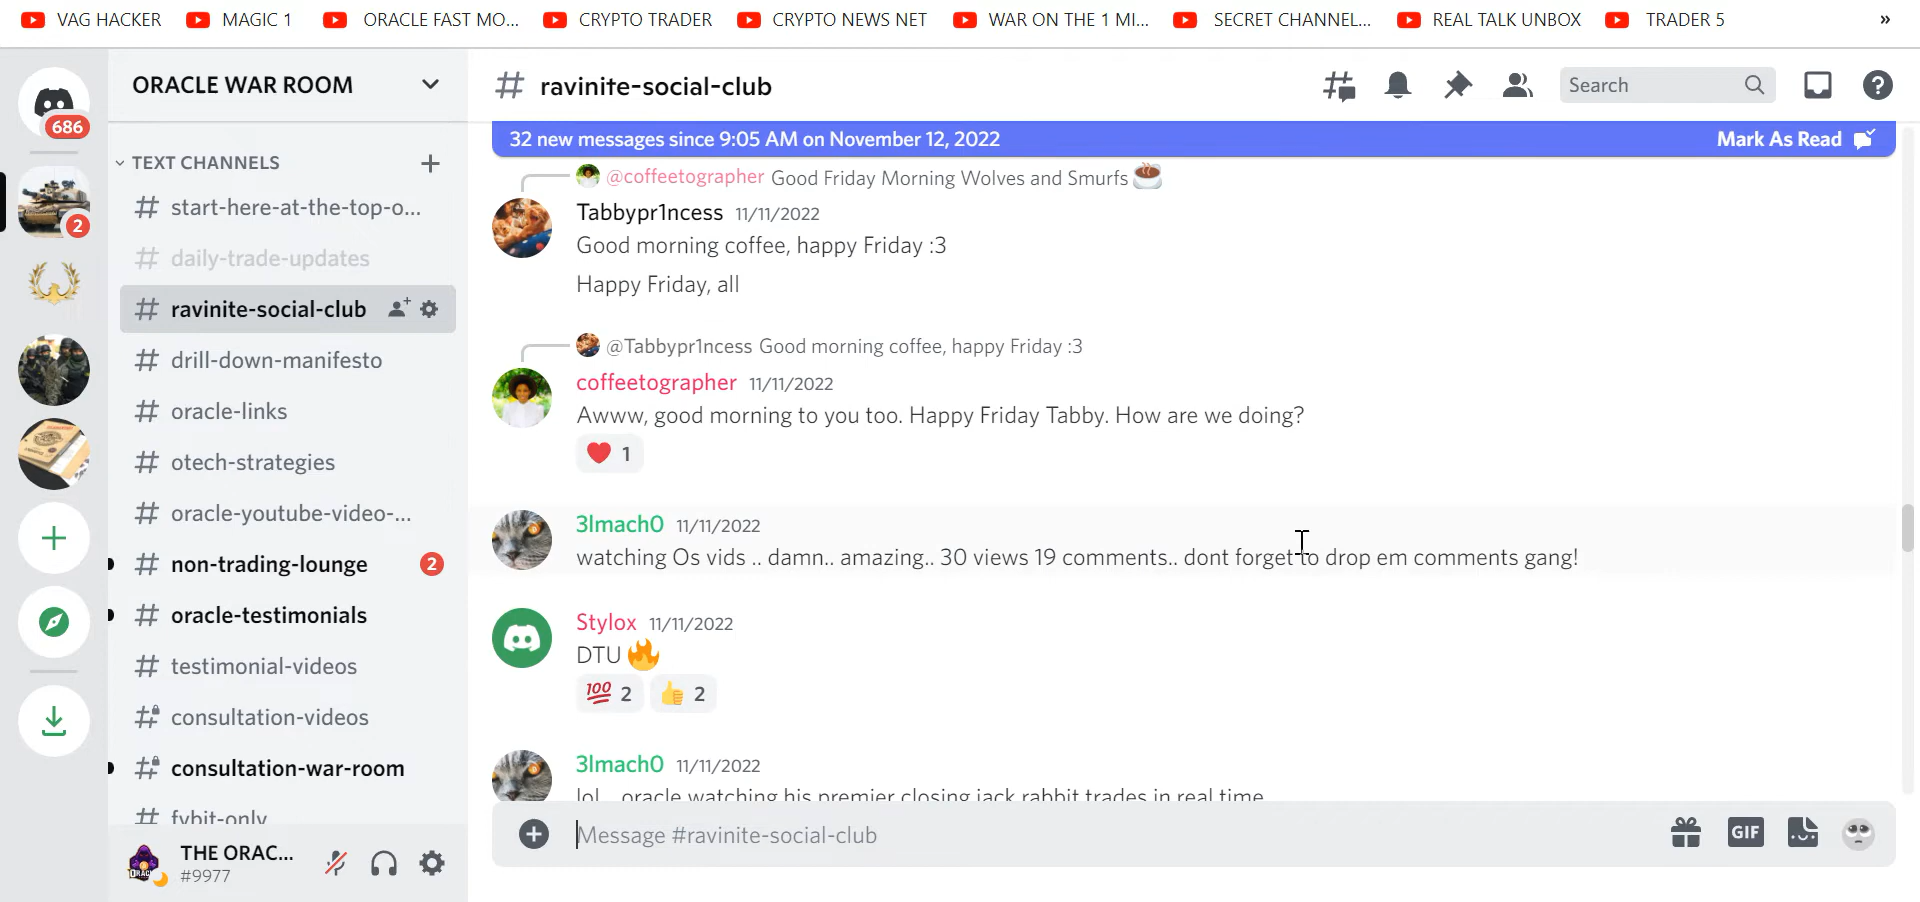 VAG HACKER MAGIC 1 ORACLE FAST MO... CRYPTO TRADER CRYPTO NEWS NET WAR ON THE 1 MI... SECRET CHANNEL... REAL TALK UNBOX TRADER 5 »
686
2
ORACLE WAR ROOM
TEXT CHANNELS
# start-here-at-the-top-o...
# daily-trade-updates
# ravinite-social-club
# drill-down-manifesto
# oracle-links
# otech-strategies
# oracle-youtube-video-...
# non-trading-lounge 2
# oracle-testimonials
# testimonial-videos
# consultation-videos
# consultation-war-room
# fybit-only
THE ORAC...
#9977
# ravinite-social-club
Search
32 new messages since 9:05 AM on November 12, 2022 Mark As Read
@coffeetographer Good Friday Morning Wolves and Smurfs ☕
Tabbypr1ncess 11/11/2022
Good morning coffee, happy Friday :3
Happy Friday, all
@Tabbypr1ncess Good morning coffee, happy Friday :3
coffeetographer 11/11/2022
Awww, good morning to you too. Happy Friday Tabby. How are we doing?
❤️ 1
3lmach0 11/11/2022
watching Os vids .. damn.. amazing.. 30 views 19 comments.. dont forget to drop em comments gang!
Stylox 11/11/2022
DTU 🔥
💯 2 👍 2
3lmach0 11/11/2022
lol... oracle watching his premier closing jack rabbit trades in real time
Message #ravinite-social-club
GIF